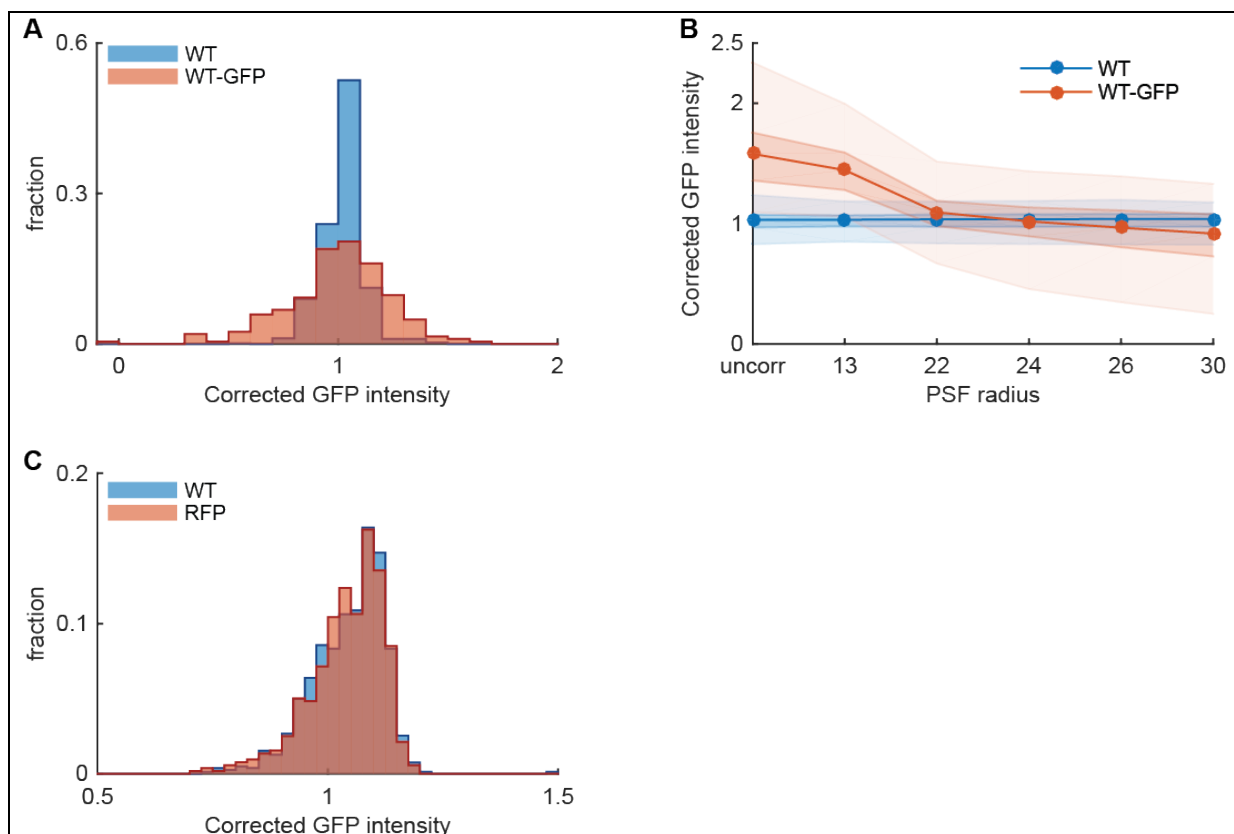 A
0.6
WT
WT-GFP
fraction
0.3
0
0
1
2
Corrected GFP intensity
B
2.5
WT
WT-GFP
2
Corrected GFP intensity
1.5
1
0
uncorr 13 22 24 26 30
PSF radius
C
0.2
WT
RFP
fraction
0.1
0
0.5
1
1.5
Corrected GFP intensity